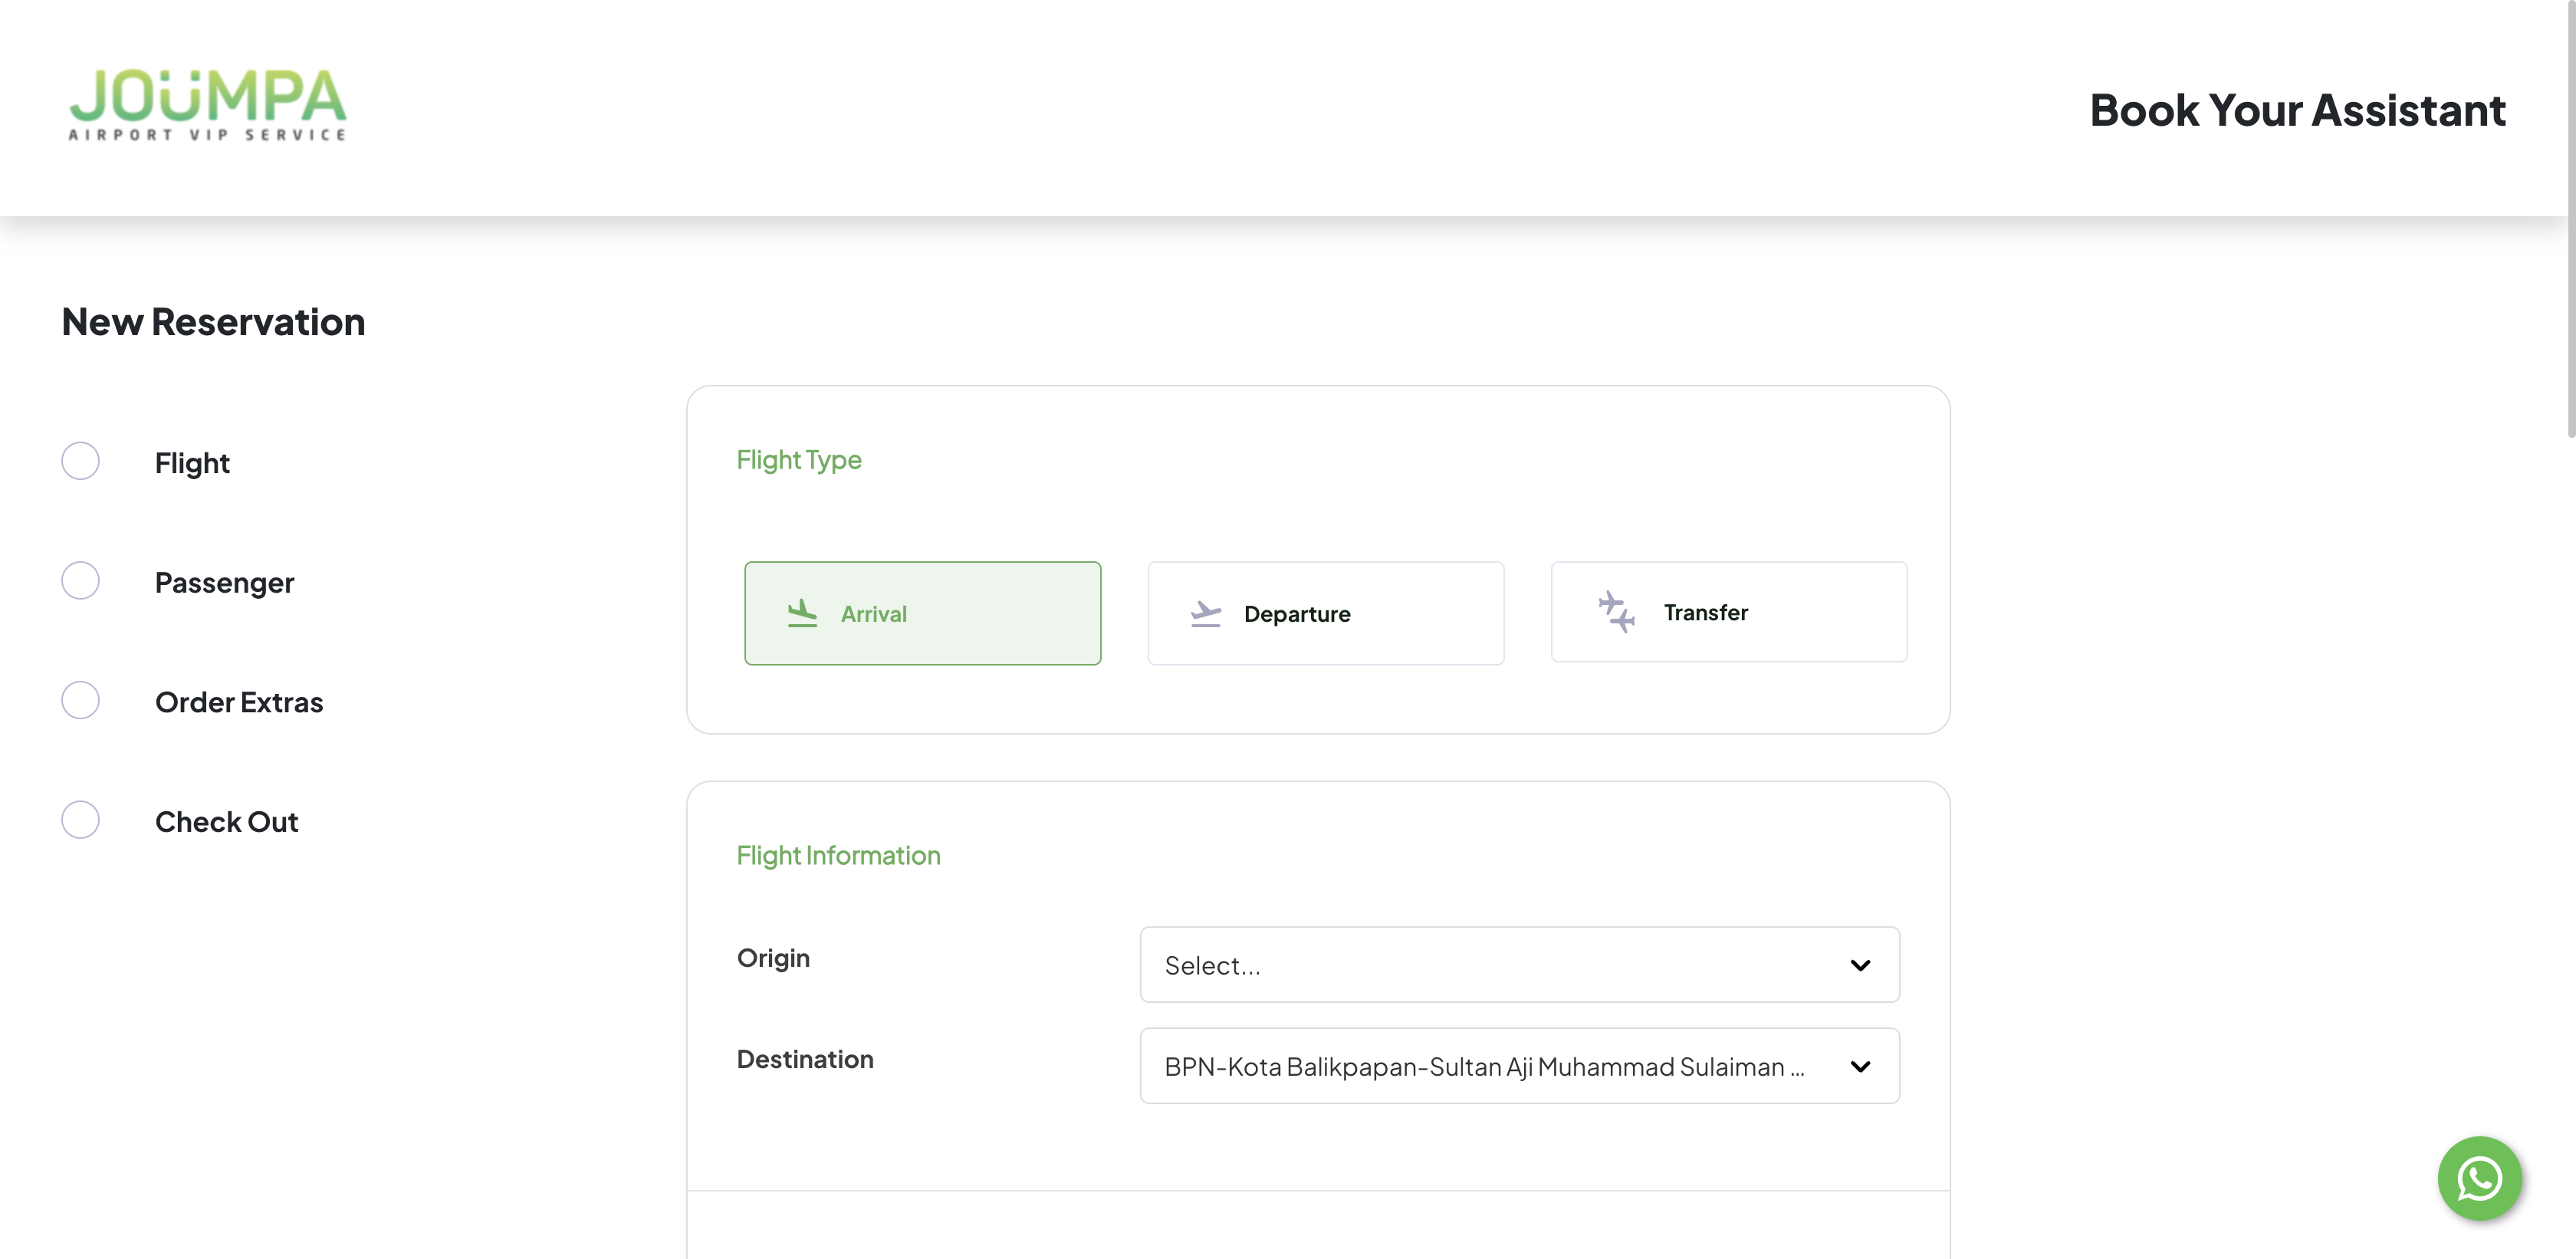 JOÜMPA
AIRPORT VIP SERVICE
Book Your Assistant
New Reservation
Flight
Passenger
Order Extras
Check Out
Flight Type
Arrival
Departure
Transfer
Flight Information
Origin
Select...
Destination
BPN-Kota Balikpapan-Sultan Aji Muhammad Sulaiman ...